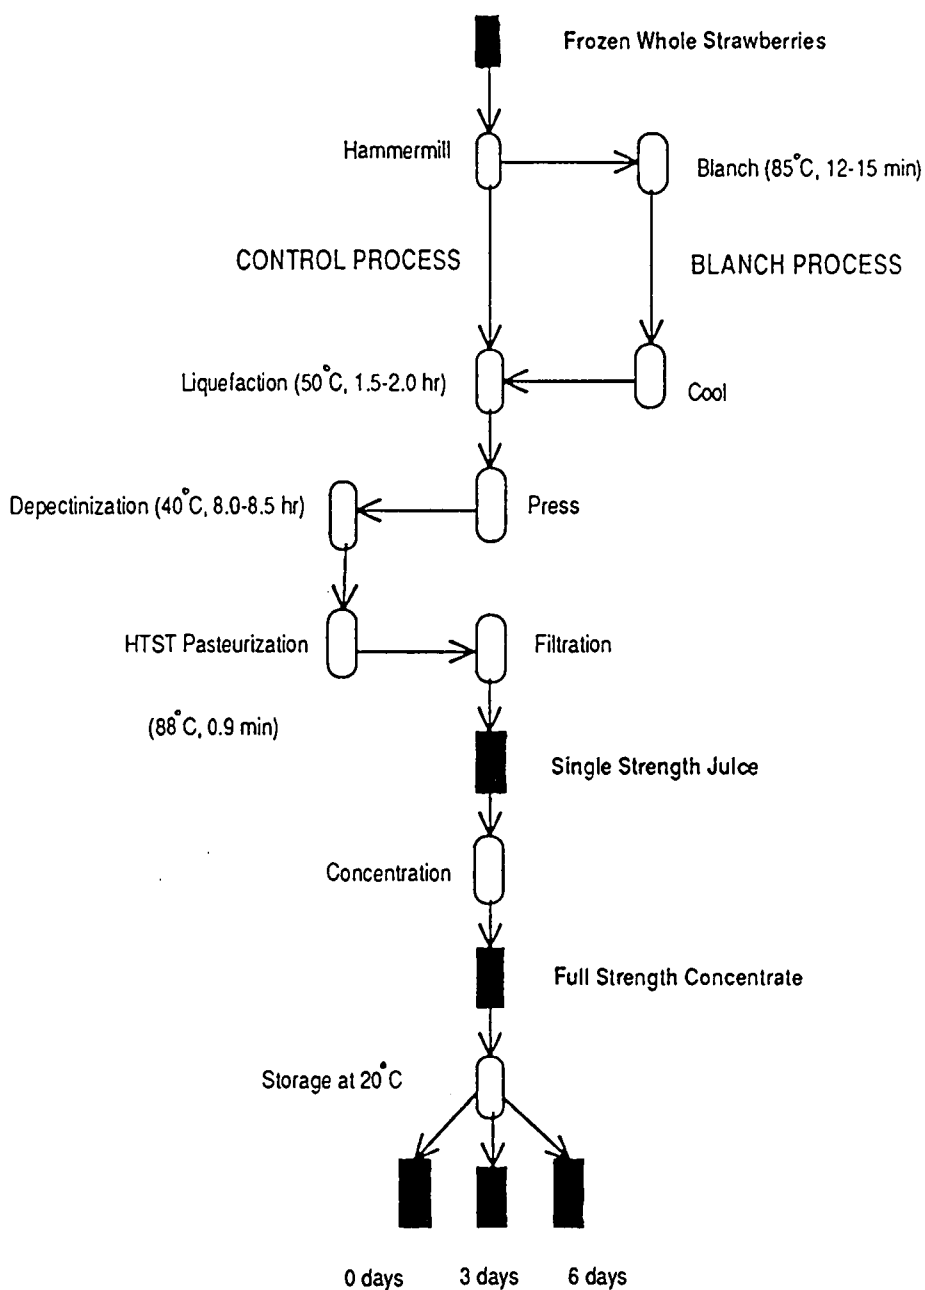 Frozen Whole Strawberries
Hammermill
Blanch (85°C, 12-15 min)
CONTROL PROCESS
BLANCH PROCESS
Liquefaction (50°C, 1.5-2.0 hr)
Cool
Depectinization (40°C, 8.0-8.5 hr)
Press
HTST Pasteurization
Filtration
(88°C, 0.9 min)
Single Strength Juice
Concentration
Full Strength Concentrate
Storage at 20°C
0 days
3 days
6 days